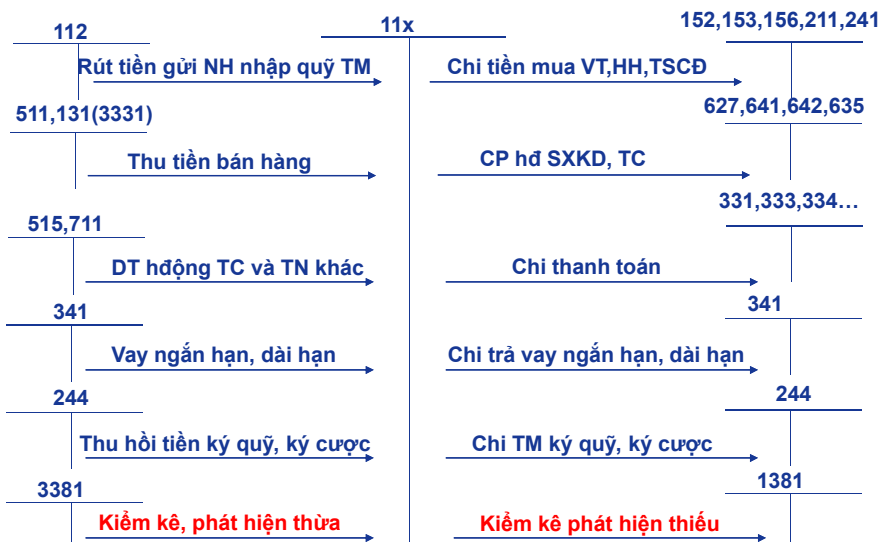 112
11x
152,153,156,211,241
Rút tiền gửi NH nhập quỹ TM
Chi tiền mua VT,HH,TSCĐ
511,131(3331)
627,641,642,635
Thu tiền bán hàng
CP hđ SXKD, TC
331,333,334…
515,711
DT hđộng TC và TN khác
Chi thanh toán
341
341
Vay ngắn hạn, dài hạn
Chi trả vay ngắn hạn, dài hạn
244
244
Thu hồi tiền ký quỹ, ký cược
Chi TM ký quỹ, ký cược
3381
1381
Kiểm kê, phát hiện thừa
Kiểm kê phát hiện thiếu